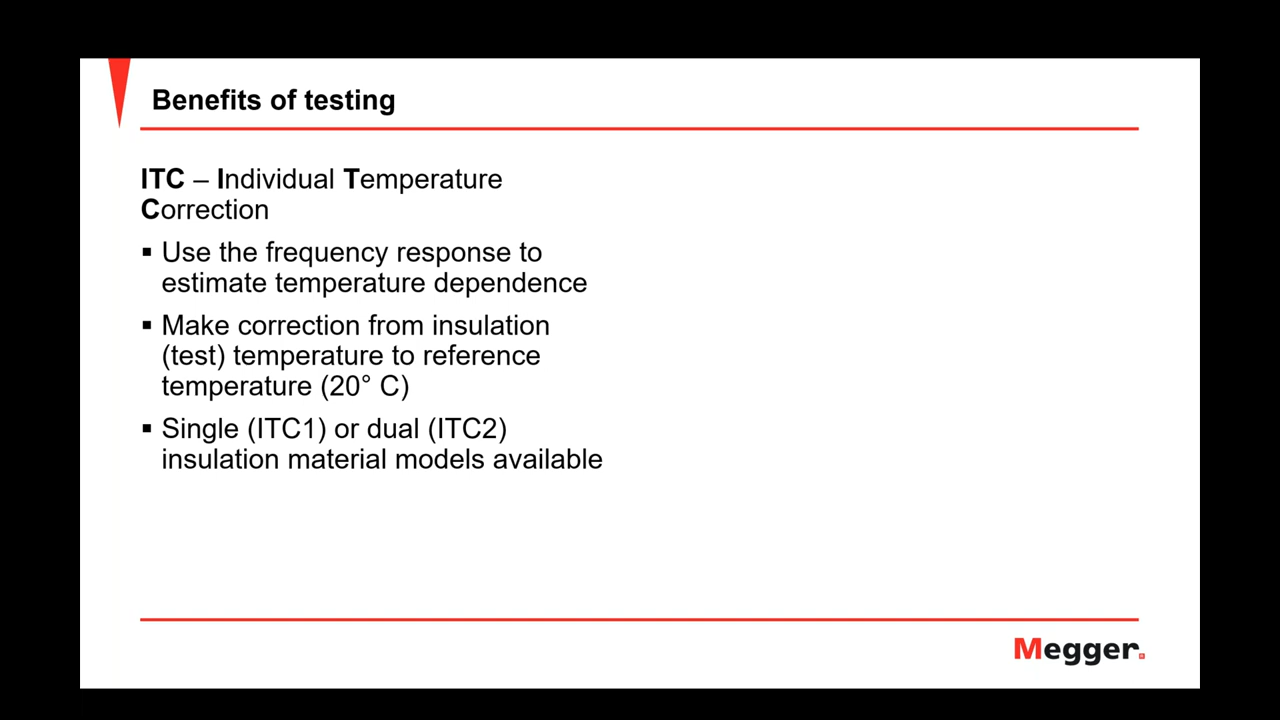 Benefits of testing
ITC – Individual Temperature
Correction
▪ Use the frequency response to
estimate temperature dependence
▪ Make correction from insulation
(test) temperature to reference
temperature (20° C)
▪ Single (ITC1) or dual (ITC2)
insulation material models available
Megger.